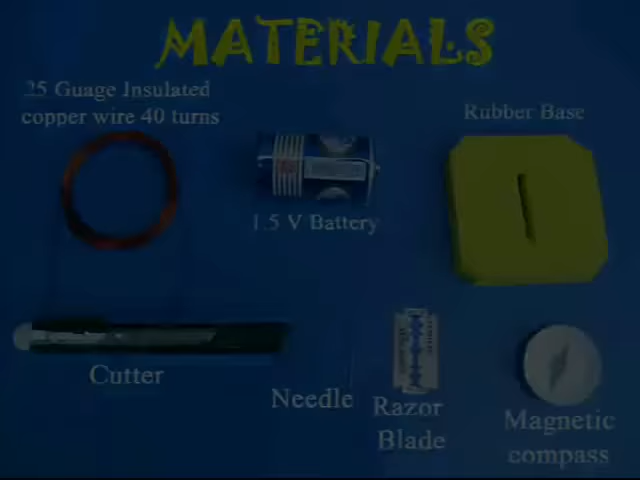 MATERIALS
25 Guage Insulated
copper wire 40 turns
Rubber Base
1.5 V Battery
Cutter
Needle
Razor
Blade
Magnetic
compass